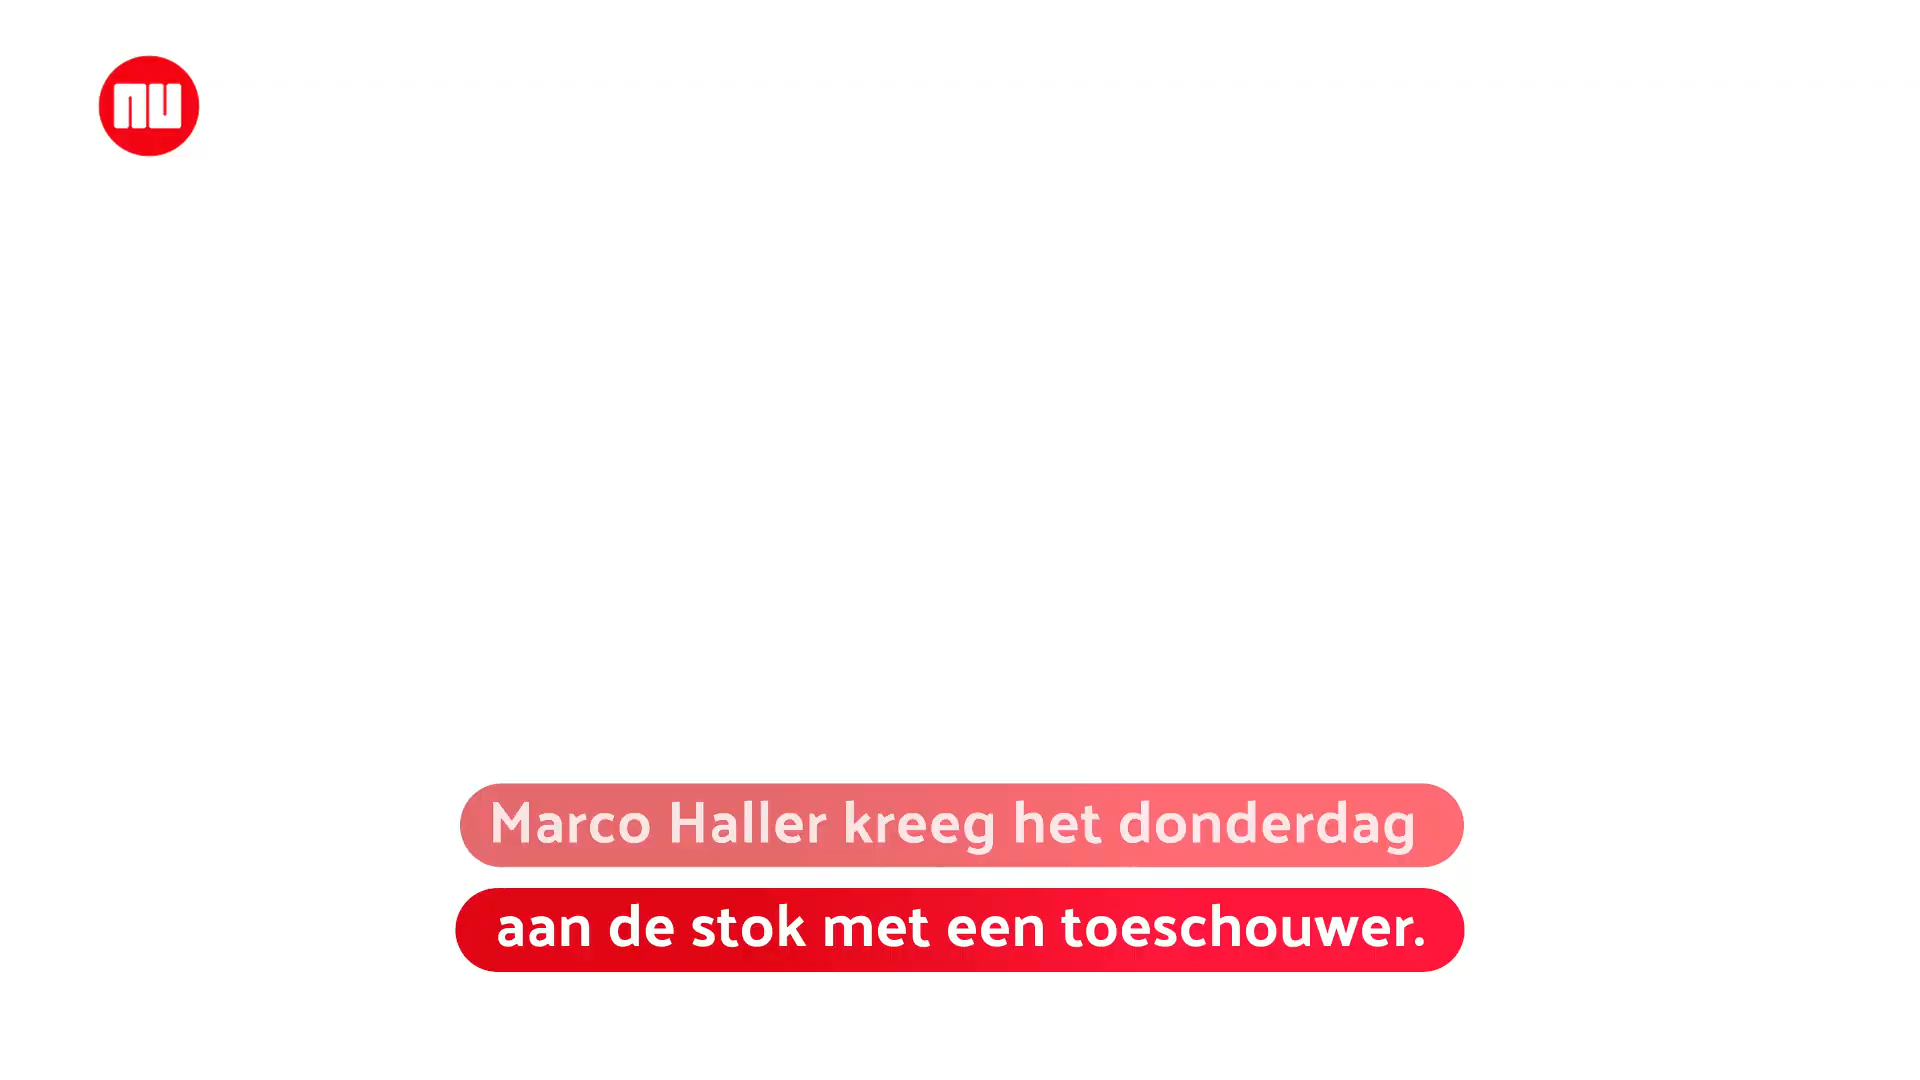 nu
Marco Haller kreeg het donderdag
aan de stok met een toeschouwer.